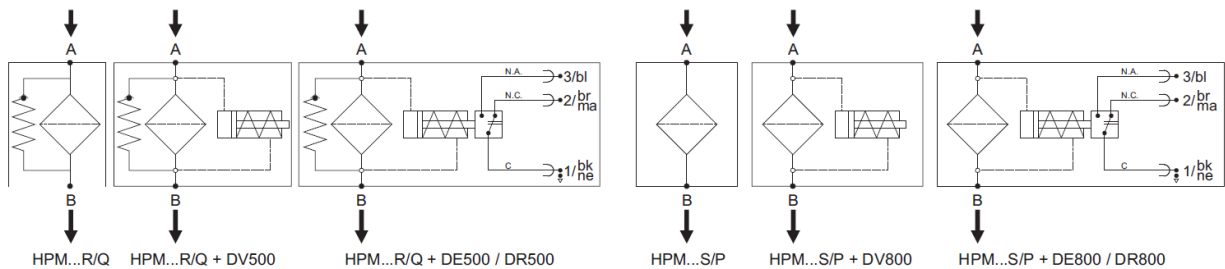 A A A A A A
N.A. 3/bl N.A. 3/bl
N.C. 2/br ma N.C. 2/br ma
C 1/bk ne C 1/bk ne
B B B B B B
HPM...R/Q HPM...R/Q + DV500 HPM...R/Q + DE500 / DR500 HPM...S/P HPM...S/P + DV800 HPM...S/P + DE800 / DR800